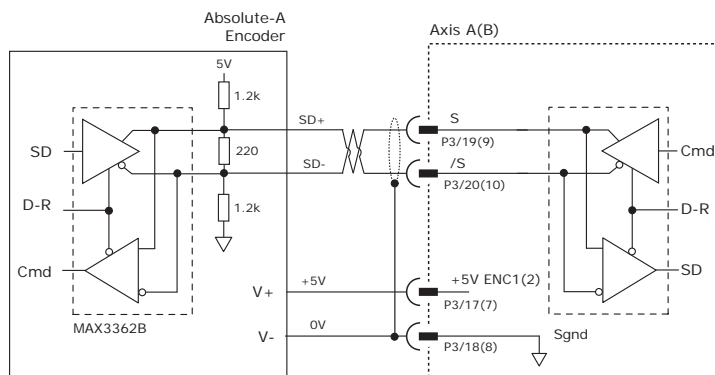 Absolute-A
Encoder
Axis A(B)
5V
1.2k
SD+
S
P3/19(9)
SD
220
Cmd
SD-
/S
P3/20(10)
D-R
1.2k
D-R
Cmd
SD
+5V ENC1(2)
V+
+5V
P3/17(7)
MAX3362B
V-
0V
Sgnd
P3/18(8)